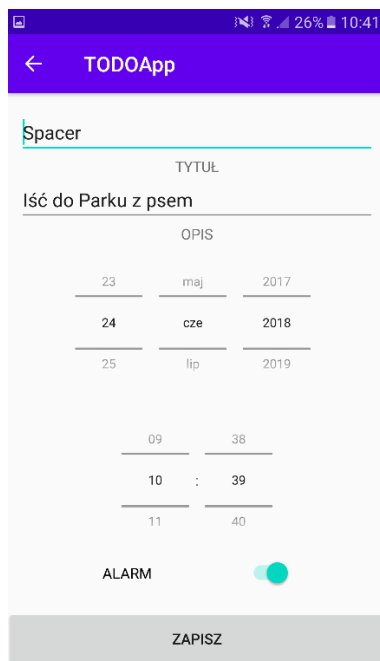 26% 10:41
TODOApp
Spacer
TYTUŁ
Iść do Parku z psem
OPIS
23 maj 2017
24 cze 2018
25 lip 2019
09 38
10 : 39
11 40
ALARM
ZAPISZ